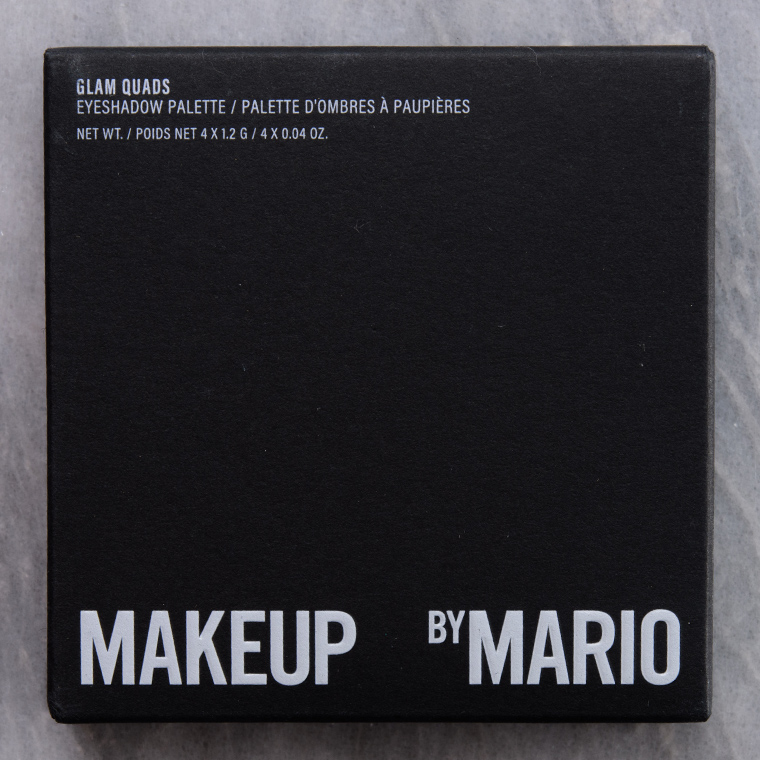 GLAM QUADS
EYESHADOW PALETTE / PALETTE D'OMBRES À PAUPIÈRES
NET WT. / POIDS NET 4 X 1.2 G / 4 X 0.04 OZ.
MAKEUP BY MARIO